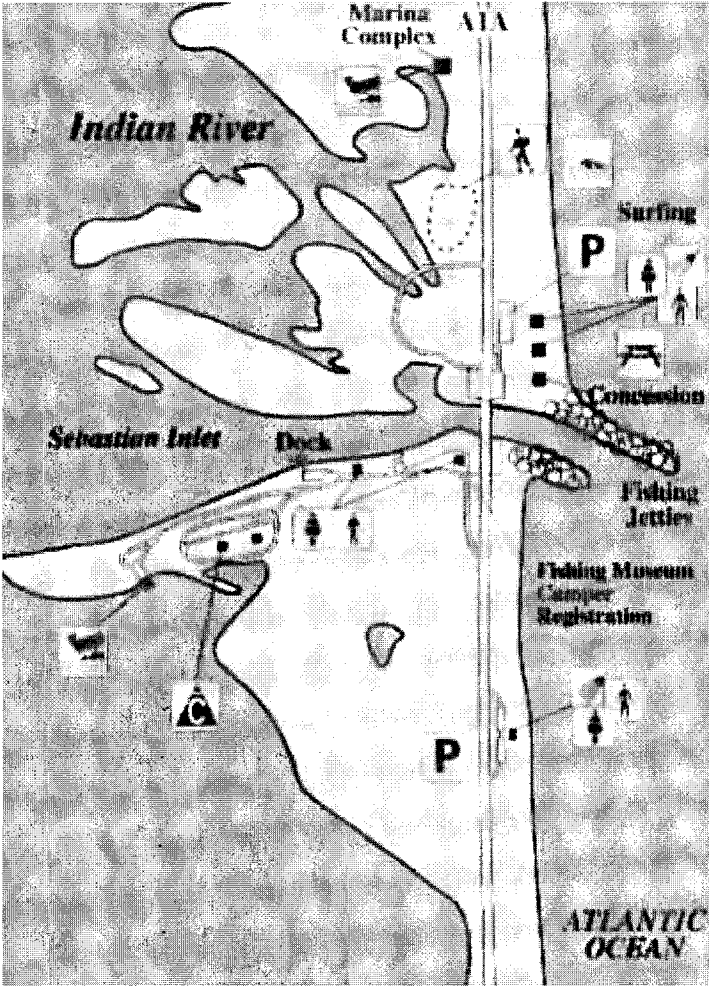 Marina
Complex
A1A
Indian River
Surfing
P
Concession
Sebastian Inlet
Dock
Fishing
Jetties
Fishing Museum
Camper
Registration
C
P
ATLANTIC
OCEAN